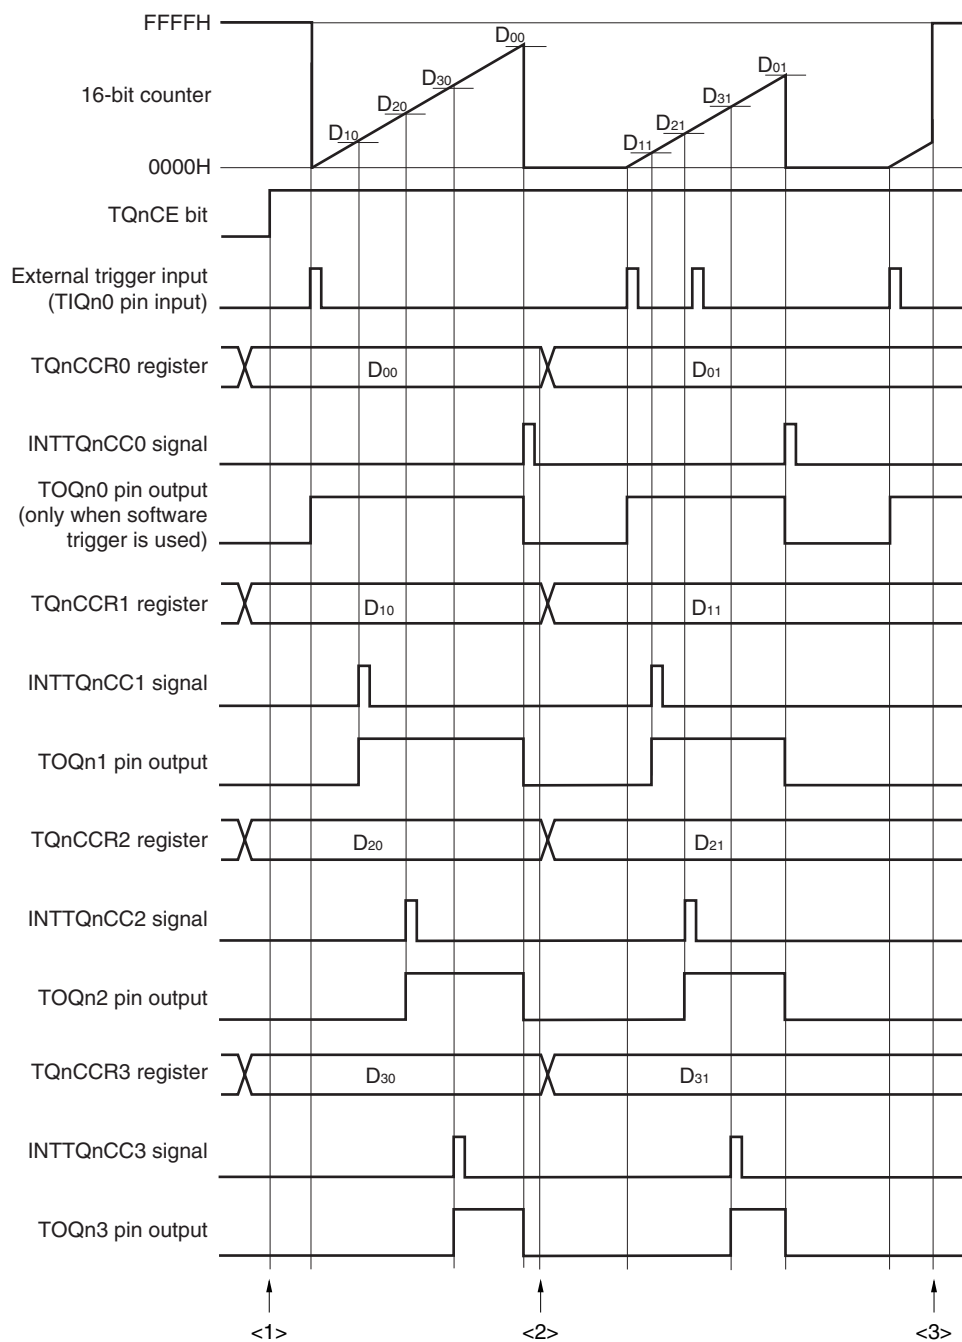 FFFFH
D00
D01
D30
16-bit counter
D20
D31
D10
D21
D11
0000H
TQnCE bit
External trigger input
(TIQn0 pin input)
TQnCCR0 register
D00
D01
INTTQnCC0 signal
TOQn0 pin output
(only when software
trigger is used)
TQnCCR1 register
D10
D11
INTTQnCC1 signal
TOQn1 pin output
TQnCCR2 register
D20
D21
INTTQnCC2 signal
TOQn2 pin output
TQnCCR3 register
D30
D31
INTTQnCC3 signal
TOQn3 pin output
<1>
<2>
<3>